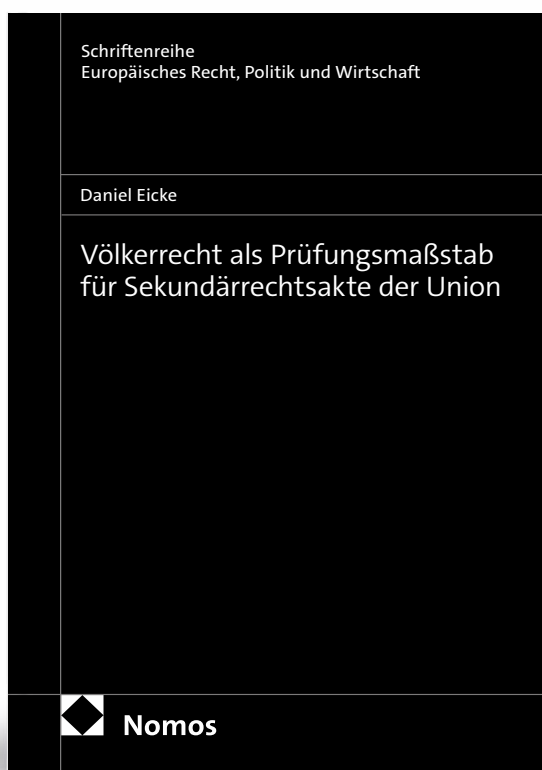 Schriftenreihe
Europäisches Recht, Politik und Wirtschaft
Daniel Eicke
Völkerrecht als Prüfungsmaßstab
für Sekundärrechtsakte der Union
Nomos